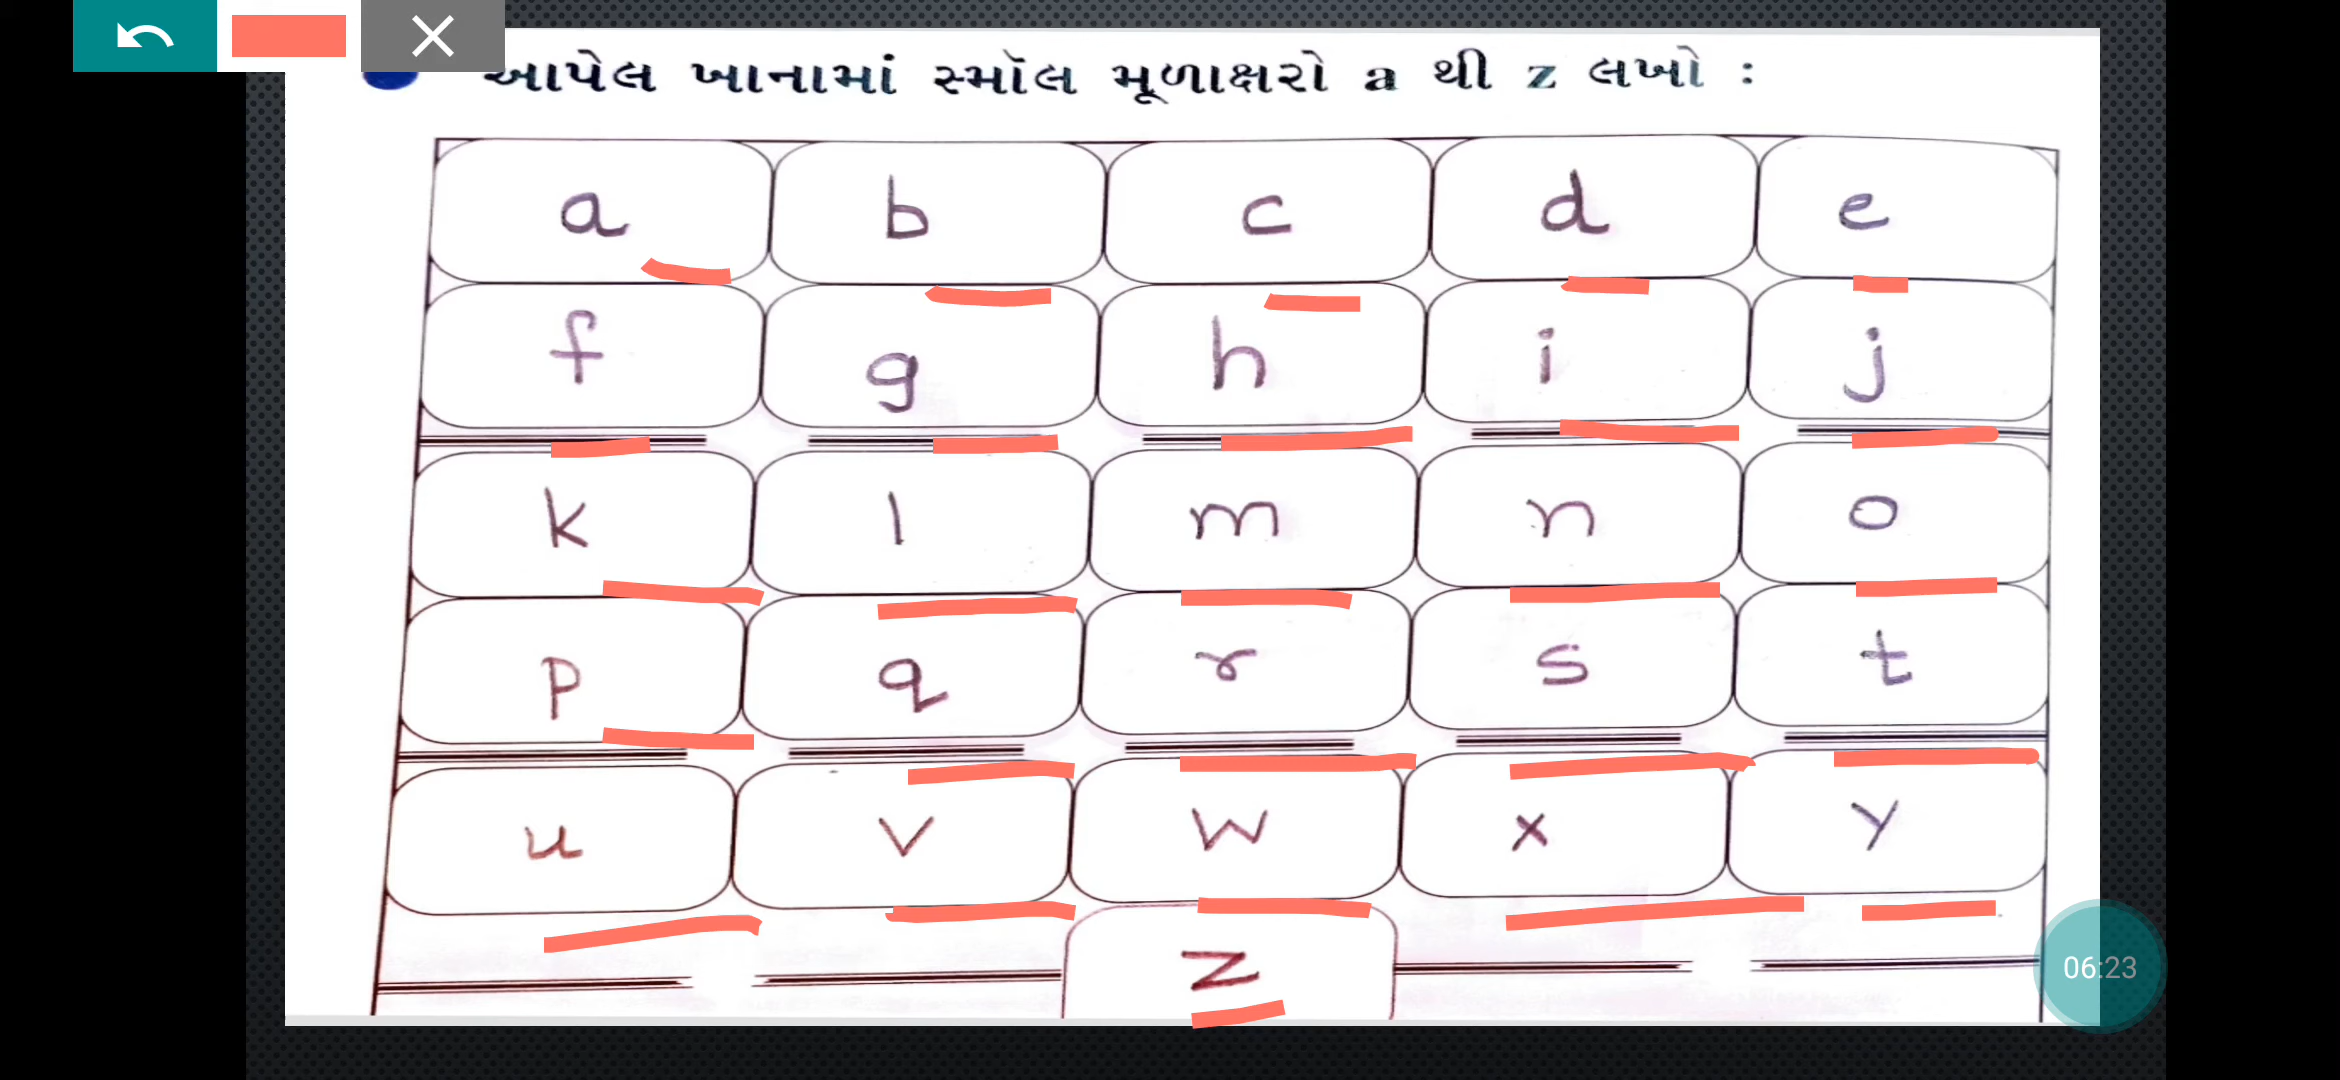 આપેલ ખાનામાં સ્મૉલ મૂળાક્ષરો a થી z લખો :
a b c d e
f g h i j
k l m n o
p q r s t
u v w x y
z
06:23